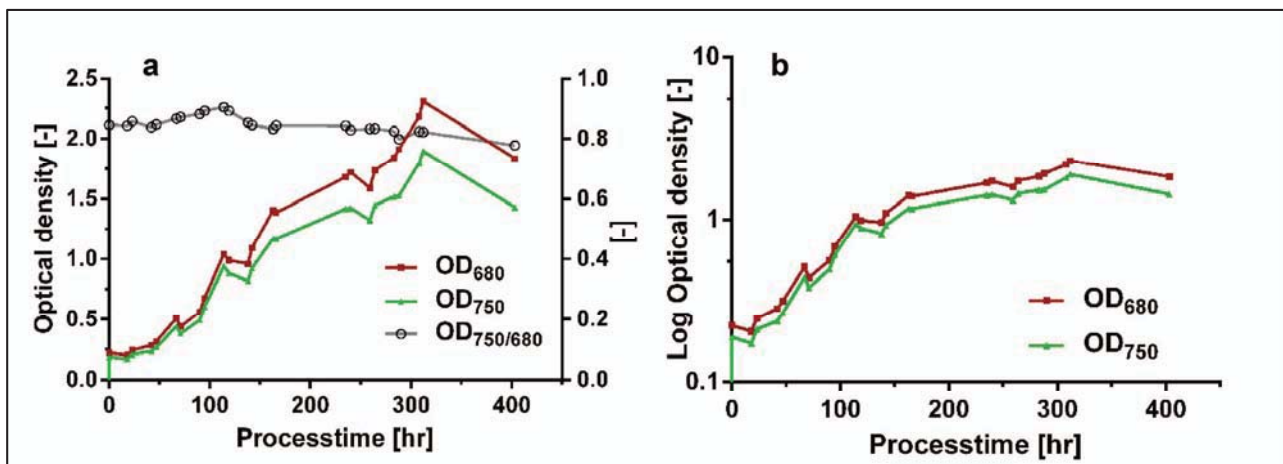 a
Optical density [-]
2.5
2.0
1.5
1.0
0.5
0.0
1.0
0.8
0.6
0.4
0.2
0.0
[-]
OD680
OD750
OD750/680
0 100 200 300 400
Processtime [hr]
b
Log Optical density [-]
10
1
0.1
OD680
OD750
0 100 200 300 400
Processtime [hr]